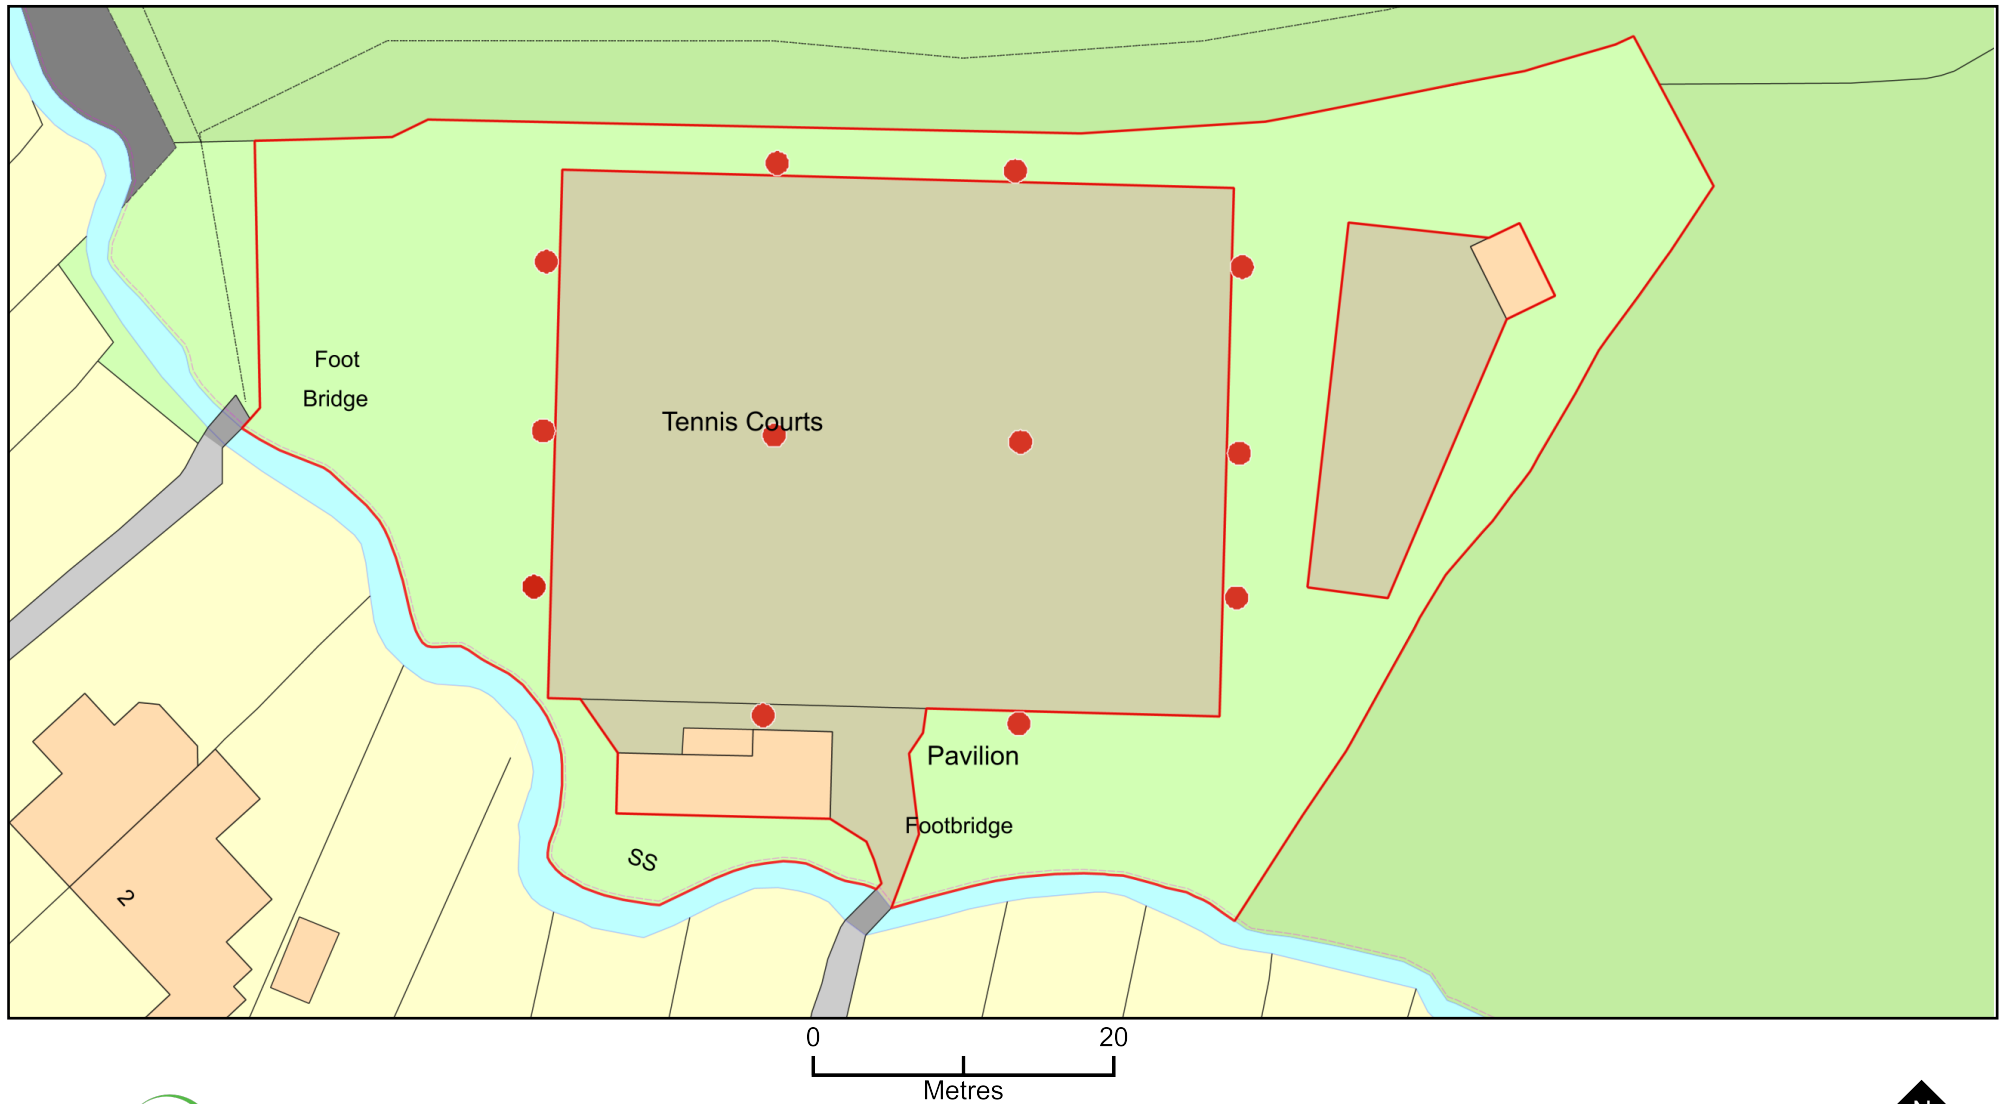 Foot
Bridge
Tennis Courts
Pavilion
Footbridge
SS
2
0 20
Metres
N